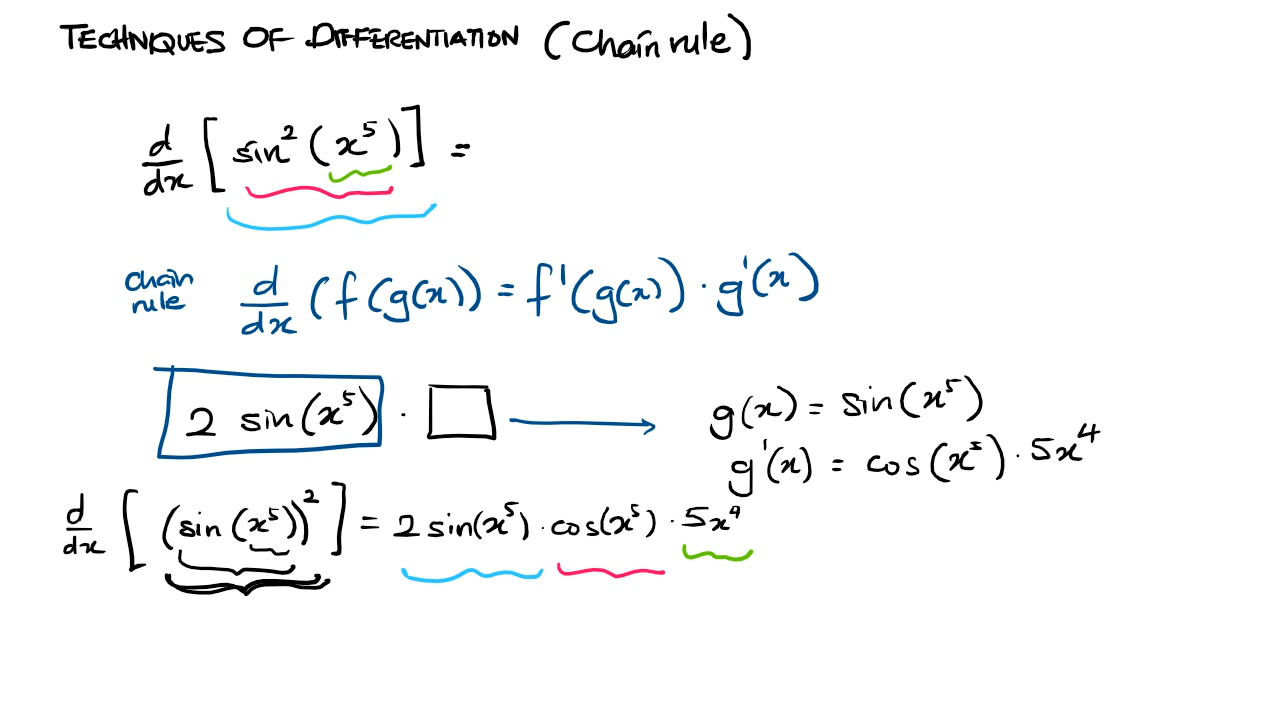 TECHNIQUES OF DIFFERENTIATION (Chain rule)
d/dx [sin²(x⁵)] =
chain rule d/dx (f(g(x)) = f'(g(x)) · g'(x)
2 sin(x⁵) · □ → g(x) = sin(x⁵)
g'(x) = cos(x⁵) · 5x⁴
d/dx [(sin(x⁵))²] = 2 sin(x⁵) · cos(x⁵) · 5x⁴